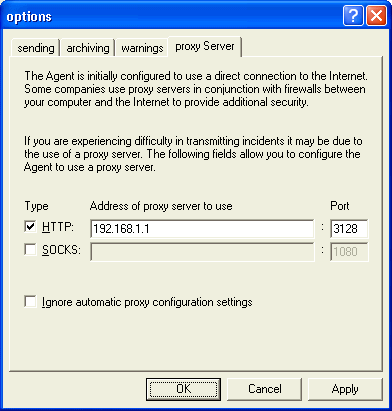 options
sending archiving warnings proxy Server
The Agent is initially configured to use a direct connection to the Internet.
Some companies use proxy servers in conjunction with firewalls between
your computer and the Internet to provide additional security.
If you are experiencing difficulty in transmitting incidents it may be due to
the use of a proxy server. The following fields allow you to configure the
Agent to use a proxy server.
Type Address of proxy server to use Port
HTTP: 192.168.1.1 : 3128
SOCKS: : 1080
Ignore automatic proxy configuration settings
OK Cancel Apply